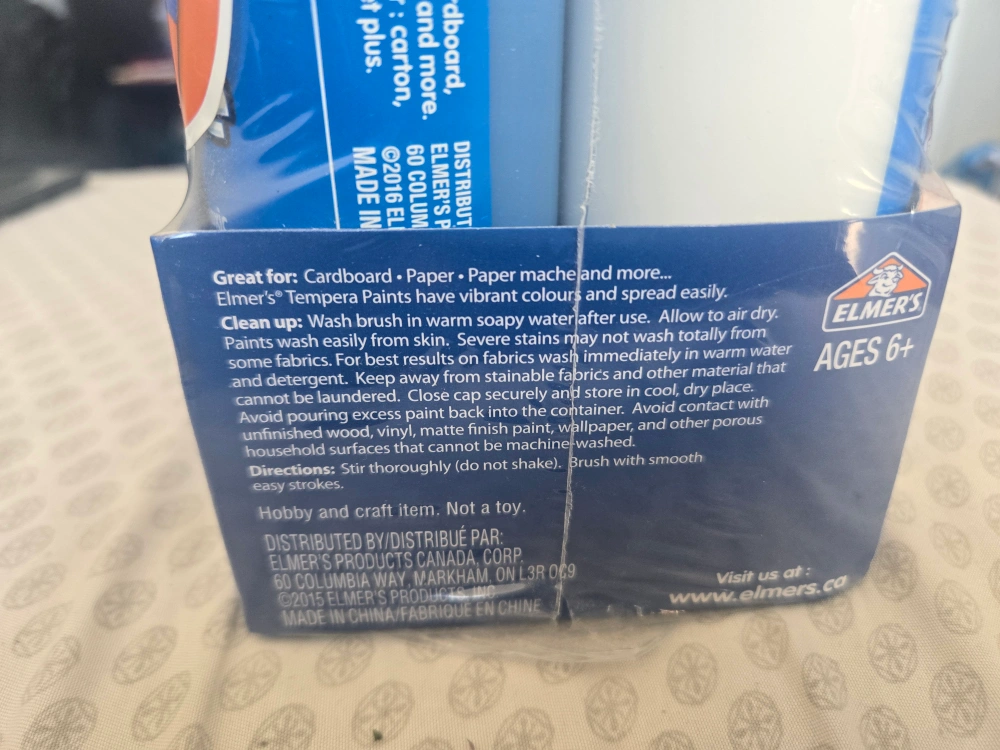 dboard,
and more.
: carton,
t plus.
DISTRIBUT
ELMER'S P
60 COLUM
©2016 EL
MADE IN
Great for: Cardboard • Paper • Paper mache and more...
Elmer's® Tempera Paints have vibrant colours and spread easily.
Clean up: Wash brush in warm soapy water after use. Allow to air dry.
Paints wash easily from skin. Severe stains may not wash totally from
some fabrics. For best results on fabrics wash immediately in warm water
and detergent. Keep away from stainable fabrics and other material that
cannot be laundered. Close cap securely and store in cool, dry place.
Avoid pouring excess paint back into the container. Avoid contact with
unfinished wood, vinyl, matte finish paint, wallpaper, and other porous
household surfaces that cannot be machine-washed.
Directions: Stir thoroughly (do not shake). Brush with smooth
easy strokes.
Hobby and craft item. Not a toy.
DISTRIBUTED BY/DISTRIBUÉ PAR:
ELMER'S PRODUCTS CANADA, CORP.
60 COLUMBIA WAY, MARKHAM, ON L3R 0C9
©2015 ELMER'S PRODUCTS, INC
MADE IN CHINA/FABRIQUÉ EN CHINE
ELMER'S
AGES 6+
Visit us at :
www.elmers.ca